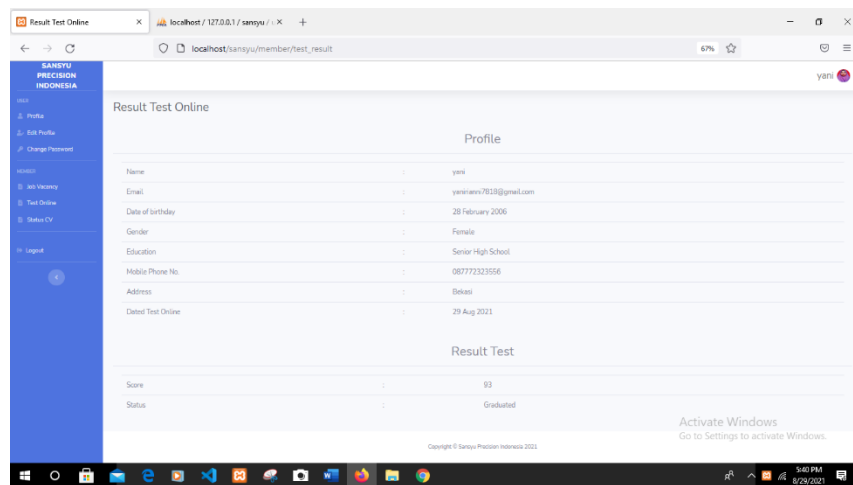 Result Test Online
localhost / 127.0.0.1 / sansyu /
localhost/sansyu/member/test_result
67%
SANSYU
PRECISION
INDONESIA
yani
USER
Profile
Edit Profile
Change Password
MEMBER
Job Vacancy
Test Online
Status CV
Logout
Result Test Online
Profile
Name : yani
Email : yaninanni7818@gmail.com
Date of birthday : 28 February 2006
Gender : Female
Education : Senior High School
Mobile Phone No. : 087772323556
Address : Bekasi
Dated Test Online : 29 Aug 2021
Result Test
Score : 93
Status : Graduated
Activate Windows
Go to Settings to activate Windows.
Copyright © Sansyu Precision Indonesia 2021
5:40 PM
8/29/2021